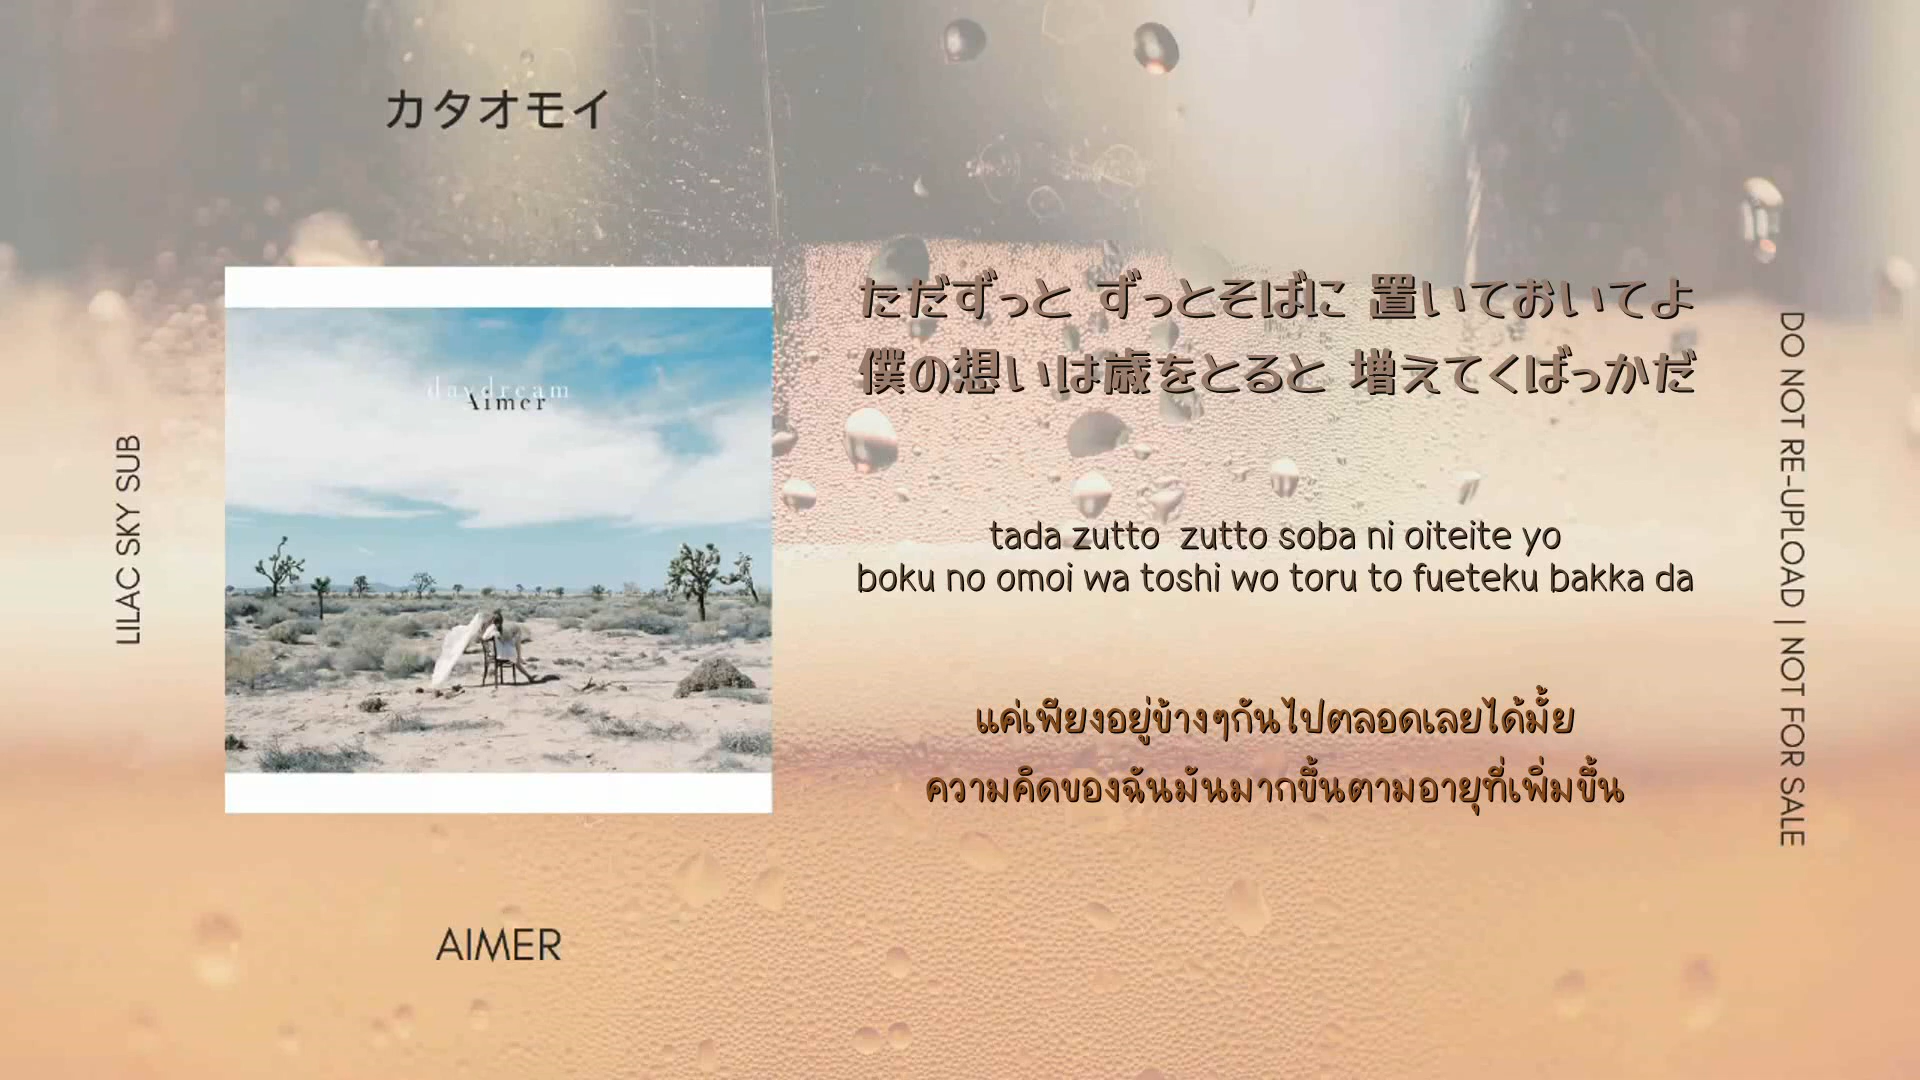 カタオモイ
LILAC SKY SUB
daydream
Aimer
AIMER
ただずっと ずっとそばに 置いておいてよ
僕の想いは歳をとると 増えてくばっかだ
tada zutto zutto soba ni oiteite yo
boku no omoi wa toshi wo toru to fueteku bakka da
แค่เพียงอยู่ข้างๆกันไปตลอดเลยได้มั้ย
ความคิดของฉันมันมากขึ้นตามอายุที่เพิ่มขึ้น
DO NOT RE-UPLOAD | NOT FOR SALE